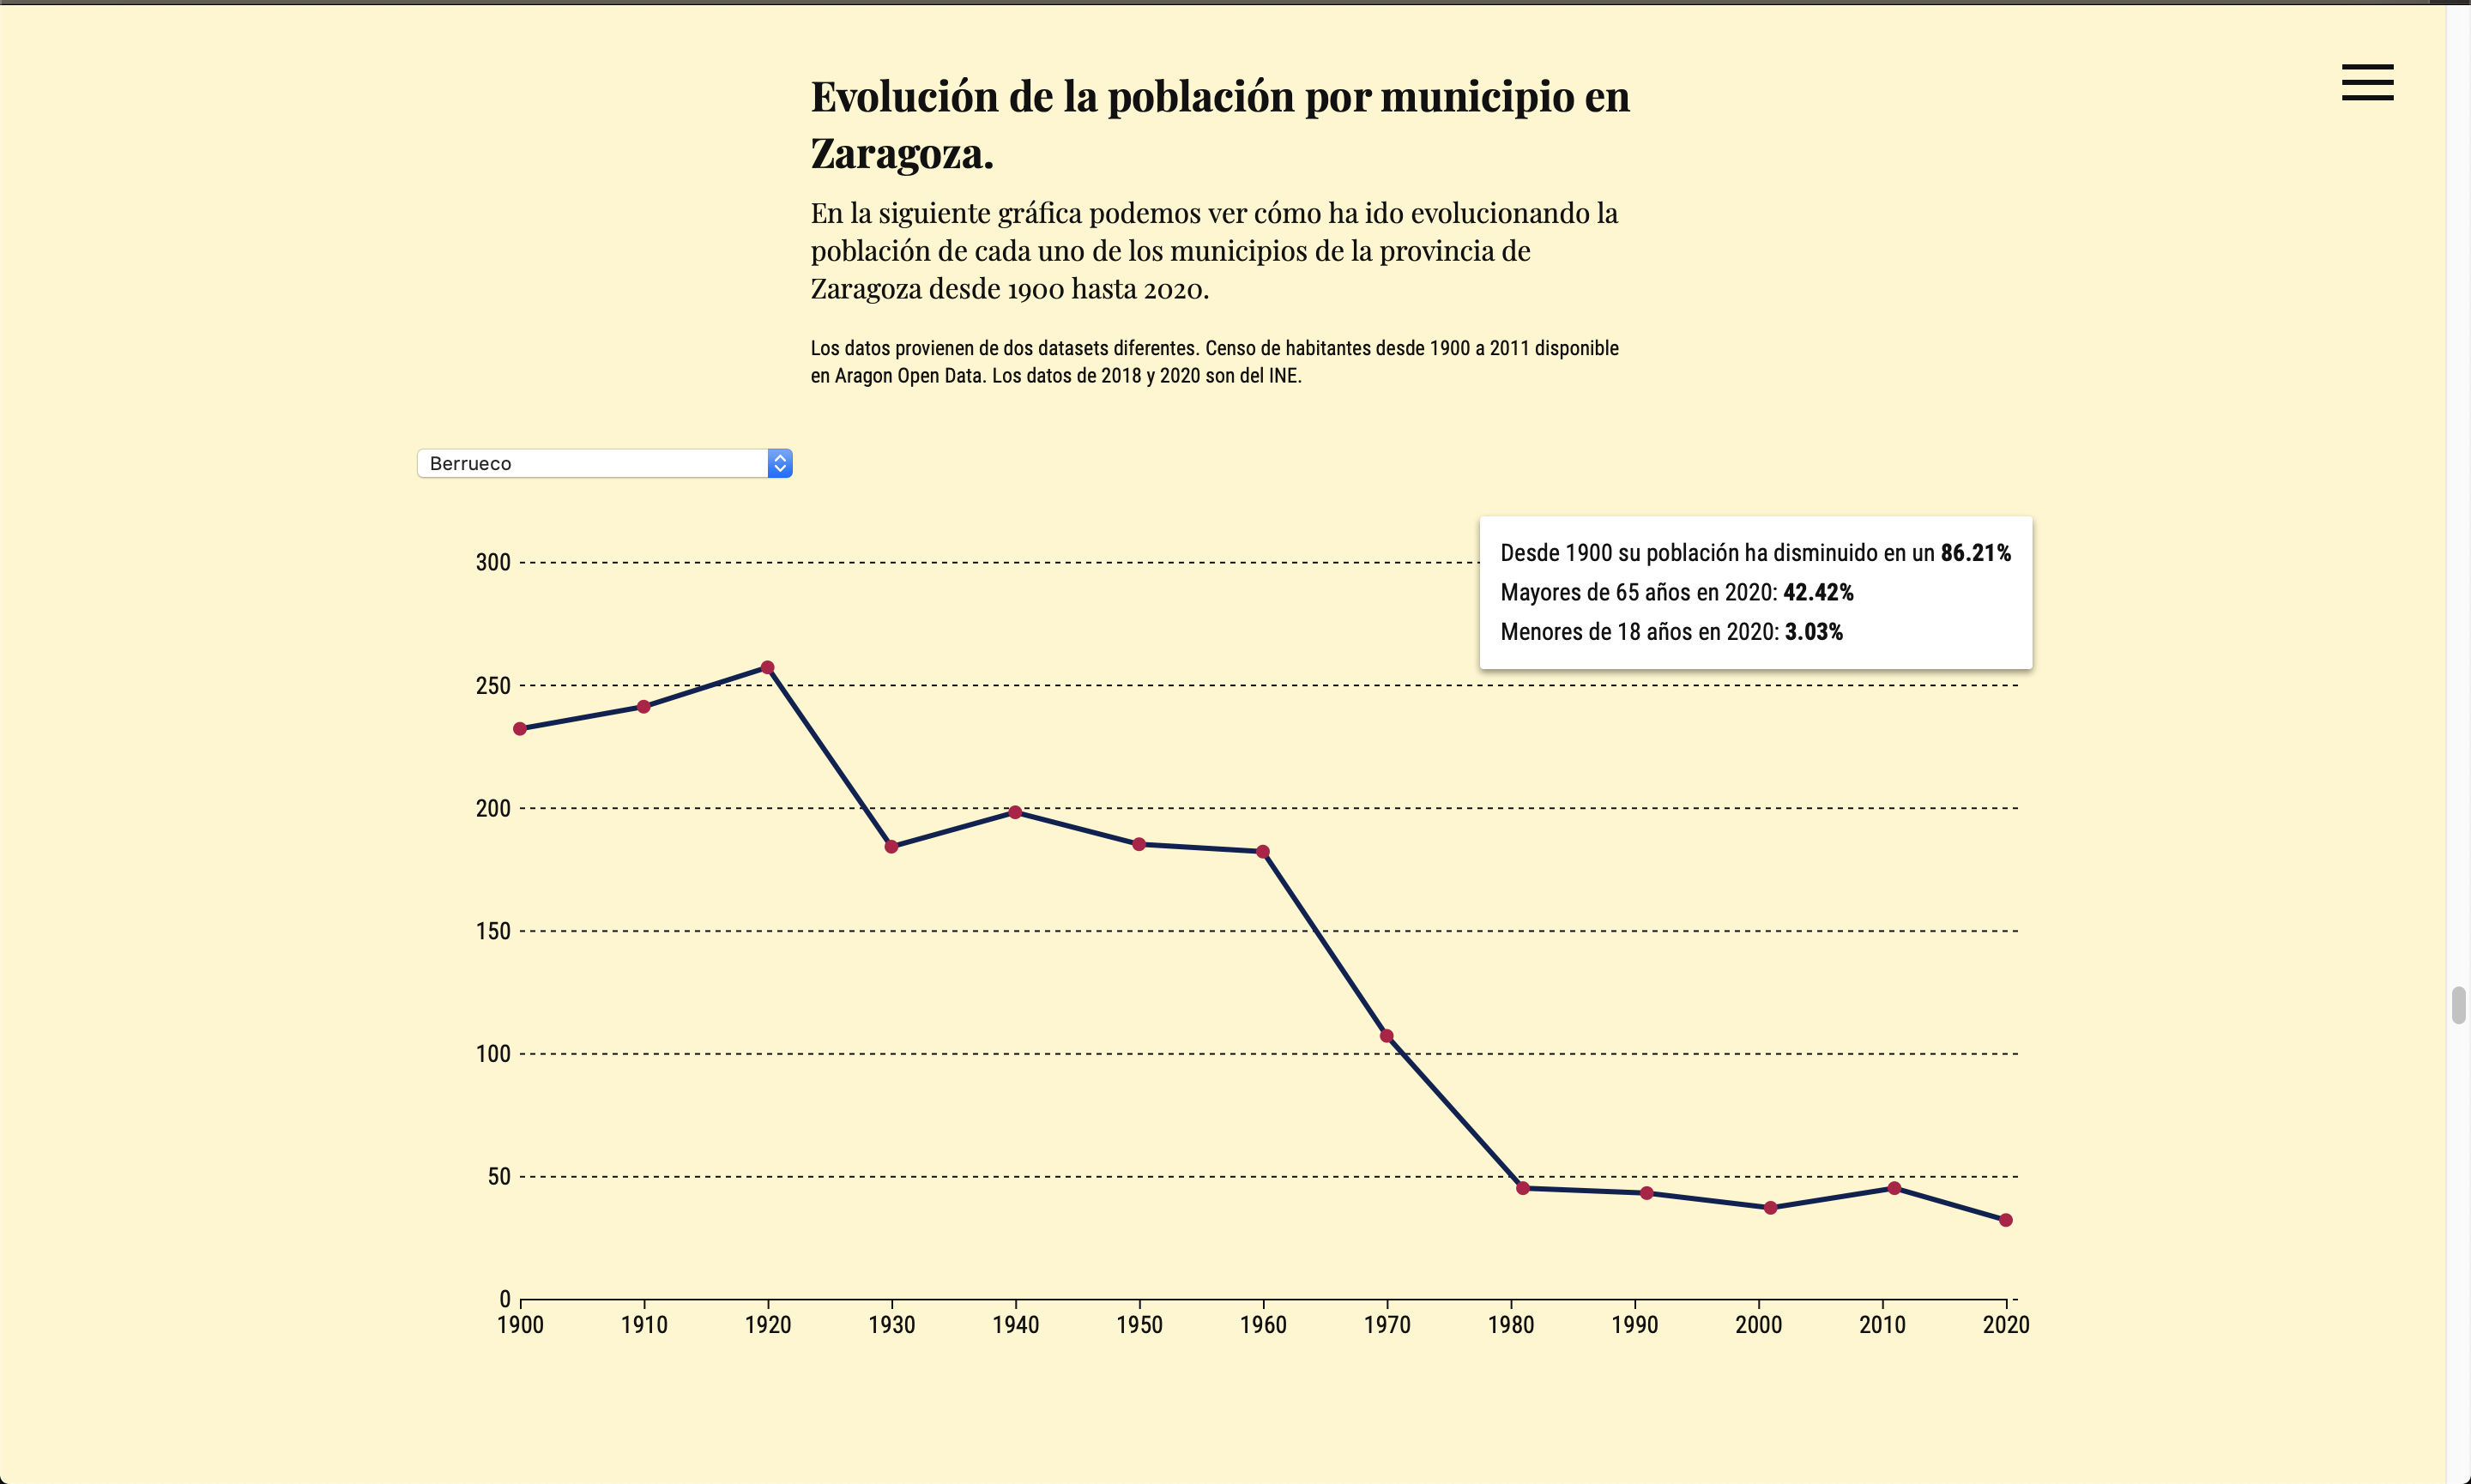 Evolución de la población por municipio en
Zaragoza.
En la siguiente gráfica podemos ver cómo ha ido evolucionando la
población de cada uno de los municipios de la provincia de
Zaragoza desde 1900 hasta 2020.
Los datos provienen de dos datasets diferentes. Censo de habitantes desde 1900 a 2011 disponible
en Aragon Open Data. Los datos de 2018 y 2020 son del INE.
Berrueco
Desde 1900 su población ha disminuido en un 86.21%
Mayores de 65 años en 2020: 42.42%
Menores de 18 años en 2020: 3.03%
300
250
200
150
100
50
0
1900 1910 1920 1930 1940 1950 1960 1970 1980 1990 2000 2010 2020